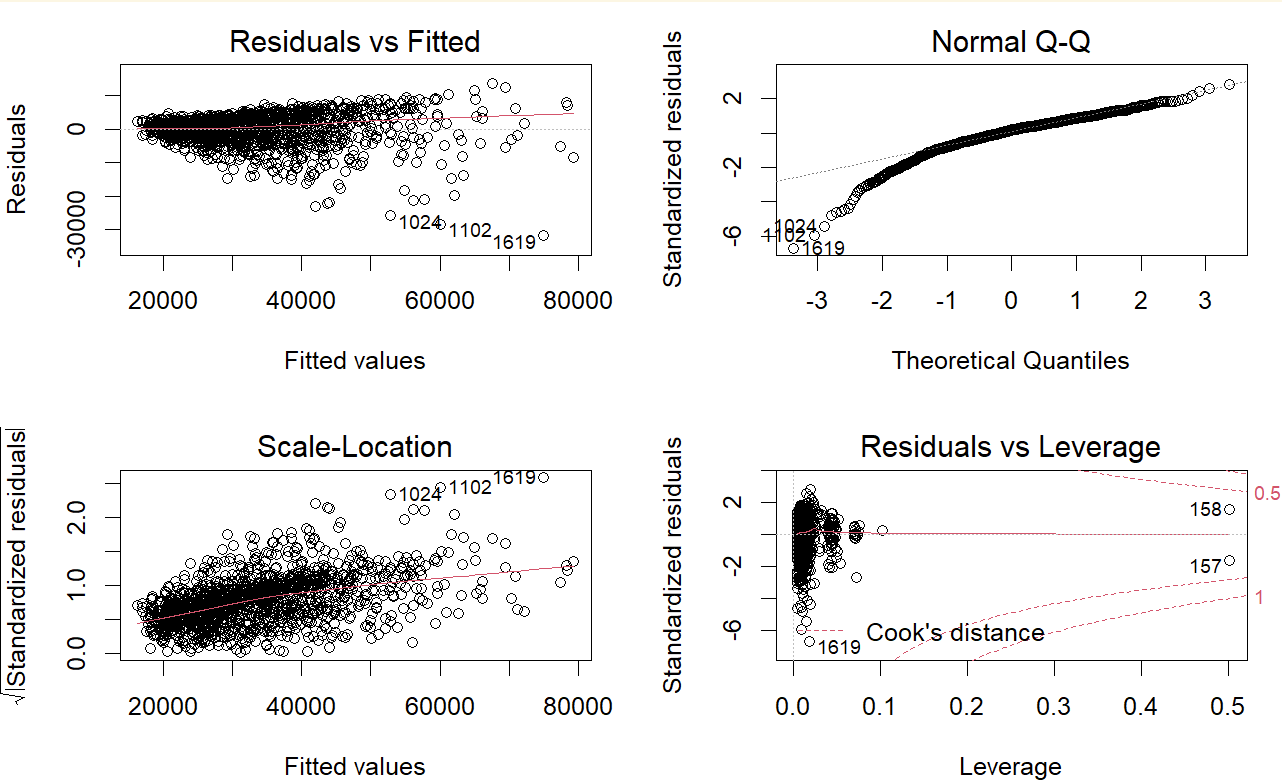 Residuals vs Fitted
Residuals
0
-30000
1024
1102
1619
20000 40000 60000 80000
Fitted values
Normal Q-Q
Standardized residuals
2
-2
-6
1024
1102
1619
-3 -2 -1 0 1 2 3
Theoretical Quantiles
Scale-Location
√|Standardized residuals|
2.0
1.0
0.0
1024
1102
1619
20000 40000 60000 80000
Fitted values
Residuals vs Leverage
Standardized residuals
2
-2
-6
158
157
1619
Cook's distance
0.5
1
0.0 0.1 0.2 0.3 0.4 0.5
Leverage